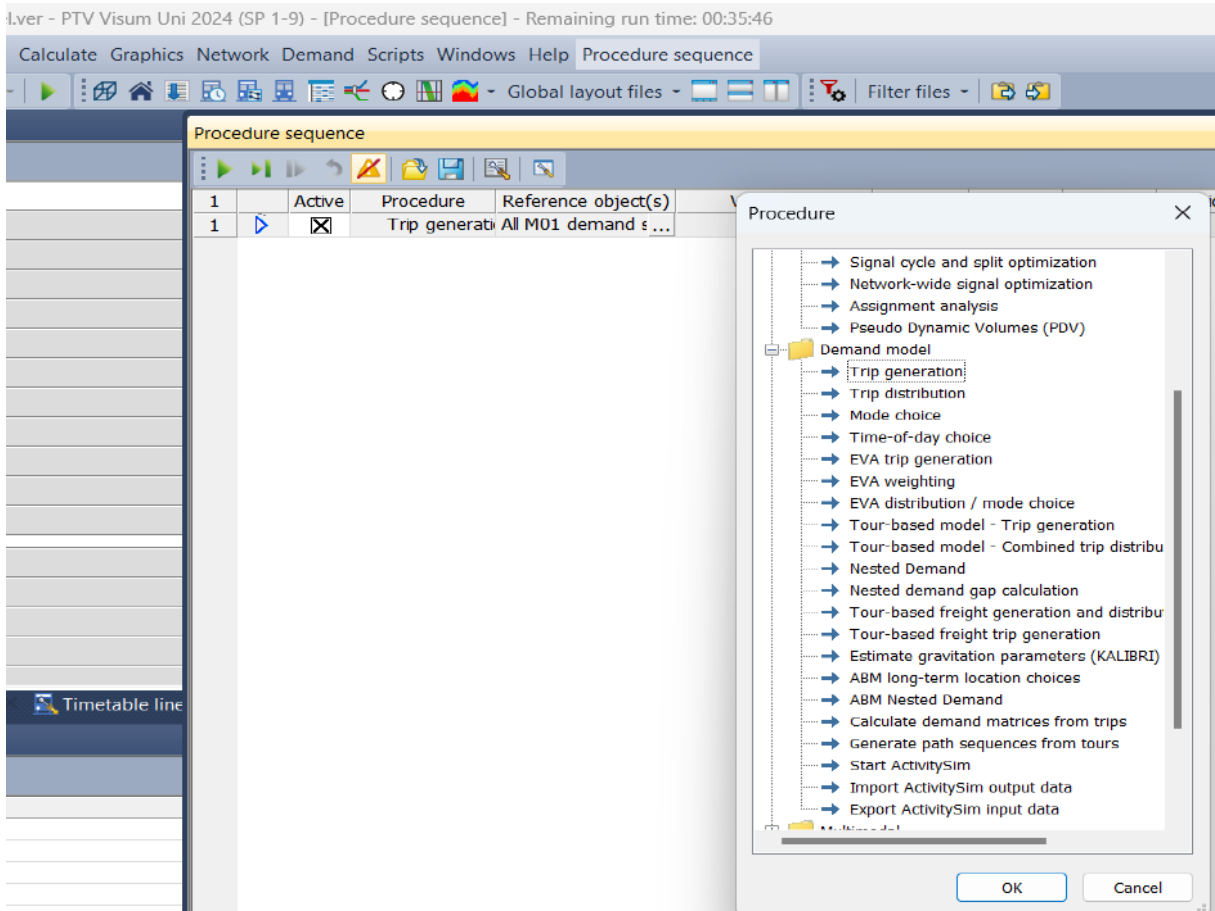 l.ver - PTV Visum Uni 2024 (SP 1-9) - [Procedure sequence] - Remaining run time: 00:35:46
Calculate Graphics Network Demand Scripts Windows Help Procedure sequence
Global layout files Filter files
Procedure sequence
1 Active Procedure Reference object(s) V
1 Trip generati All M01 demand s ...
Procedure
Signal cycle and split optimization
Network-wide signal optimization
Assignment analysis
Pseudo Dynamic Volumes (PDV)
Demand model
Trip generation
Trip distribution
Mode choice
Time-of-day choice
EVA trip generation
EVA weighting
EVA distribution / mode choice
Tour-based model - Trip generation
Tour-based model - Combined trip distribu
Nested Demand
Nested demand gap calculation
Tour-based freight generation and distribu
Tour-based freight trip generation
Estimate gravitation parameters (KALIBRI)
ABM long-term location choices
ABM Nested Demand
Calculate demand matrices from trips
Generate path sequences from tours
Start ActivitySim
Import ActivitySim output data
Export ActivitySim input data
Timetable line
OK Cancel